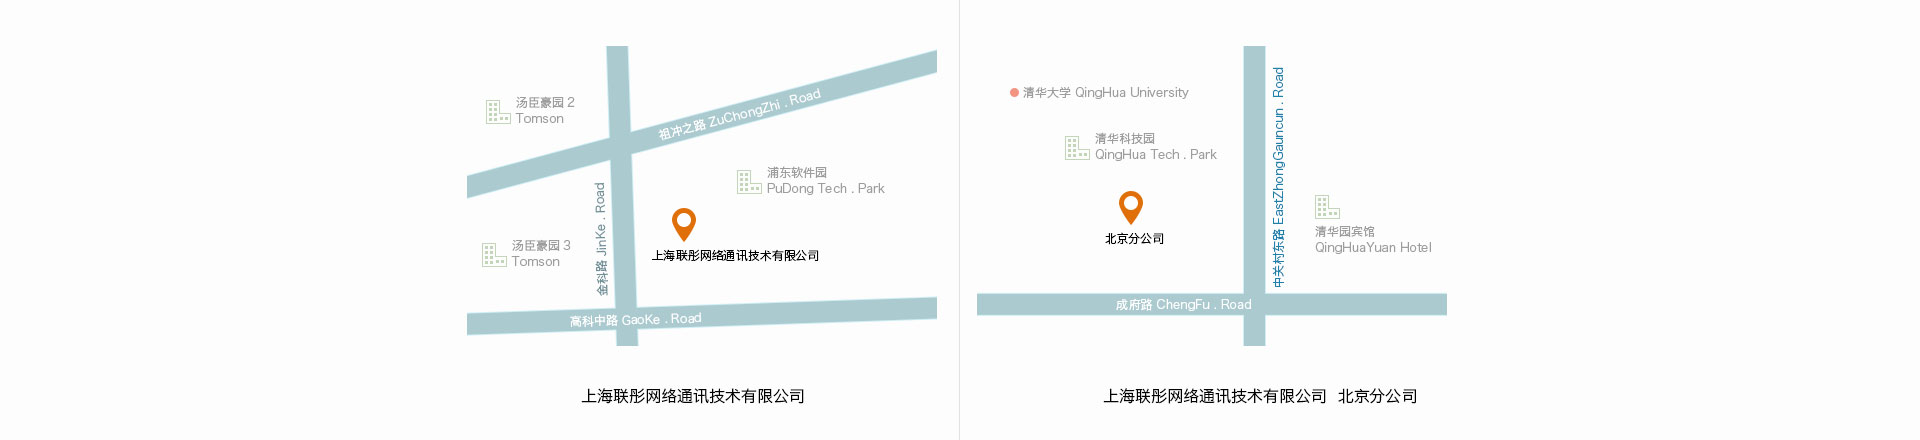 汤臣豪园 2
Tomson
祖冲之路 ZuChongZhi . Road
浦东软件园
PuDong Tech . Park
金科路 JinKe . Road
上海联彤网络通讯技术有限公司
汤臣豪园 3
Tomson
高科中路 GaoKe . Road
上海联彤网络通讯技术有限公司
清华大学 QingHua University
清华科技园
QingHua Tech . Park
中关村东路 EastZhongGauncun . Road
北京分公司
清华园宾馆
QingHuaYuan Hotel
成府路 ChengFu . Road
上海联彤网络通讯技术有限公司 北京分公司